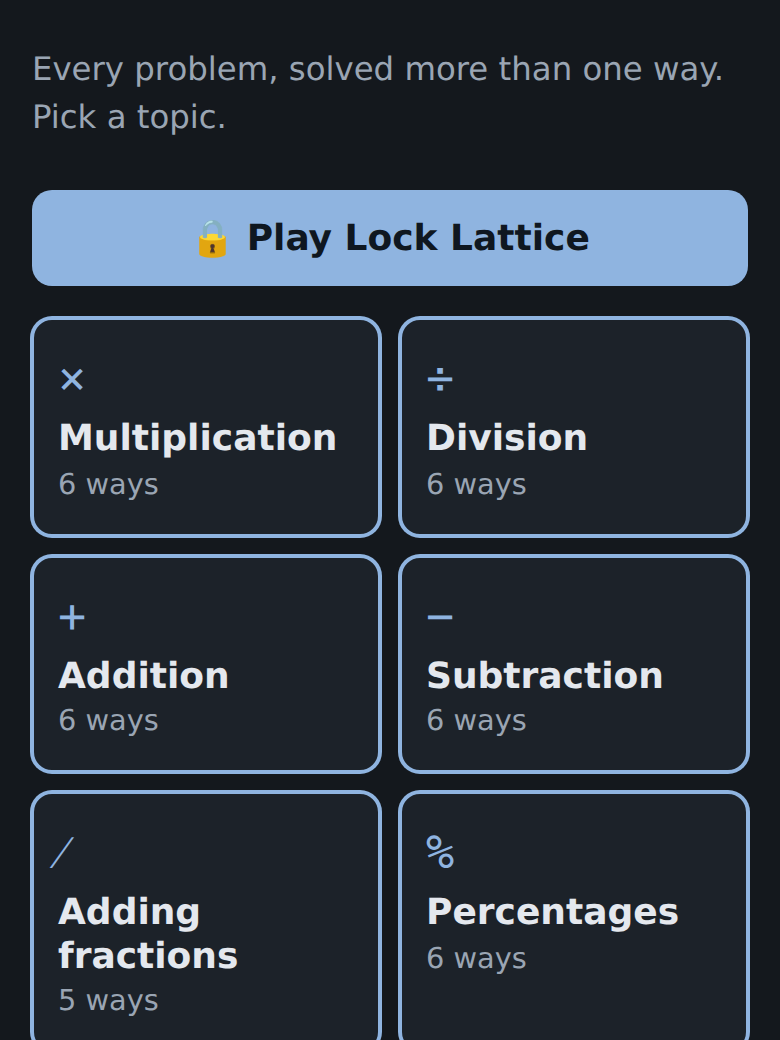 Every problem, solved more than one way.
Pick a topic.
🔒 Play Lock Lattice
×
Multiplication
6 ways
÷
Division
6 ways
+
Addition
6 ways
−
Subtraction
6 ways
⁄
Adding
fractions
5 ways
%
Percentages
6 ways